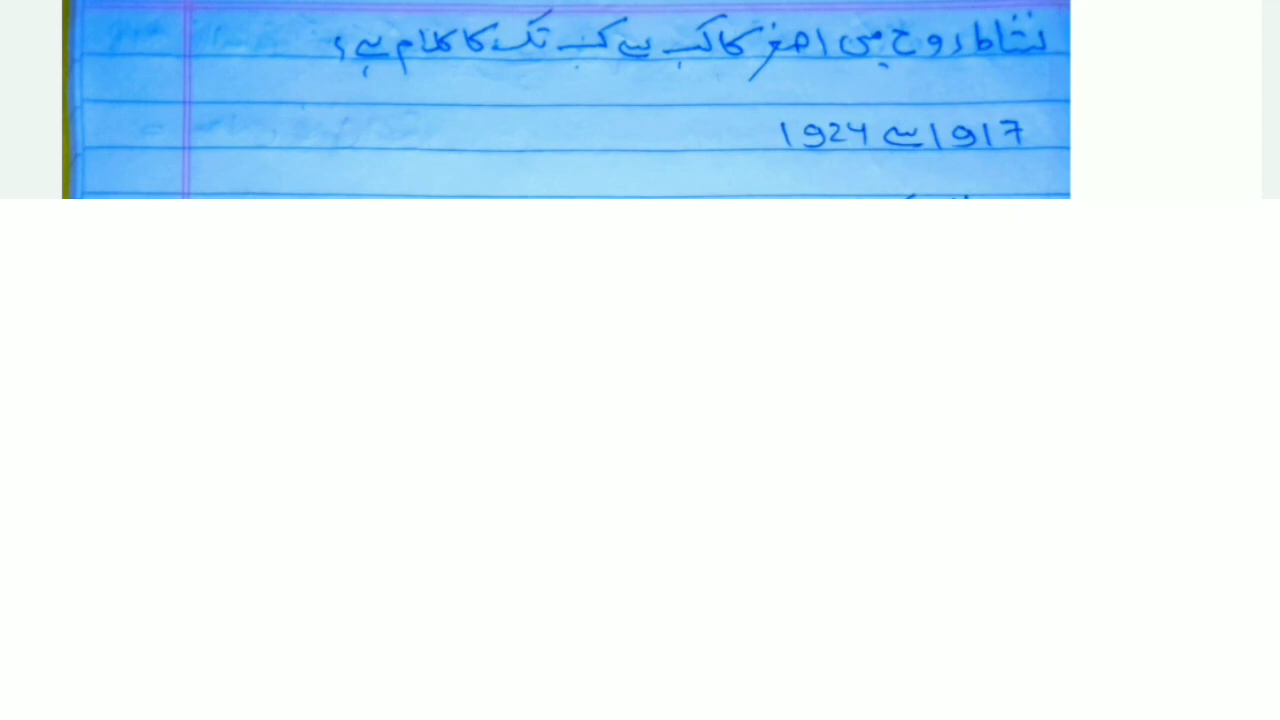 نشاط روح میں اصغر کا کب سے کب تک کا کلام ہے؟
1917 سے 1924